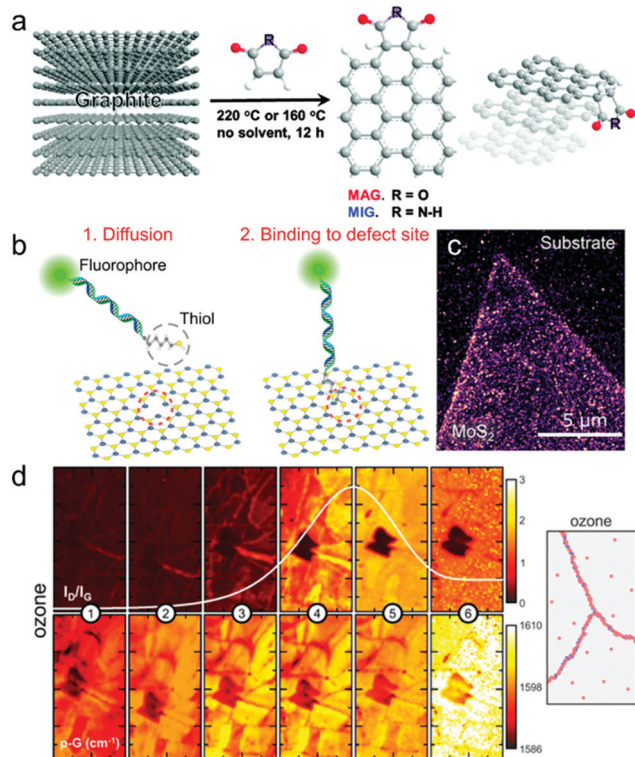 a
R
Graphite
220 °C or 160 °C
no solvent, 12 h
R
R
MAG. R = O
MIG. R = N-H
b
1. Diffusion
2. Binding to defect site
Fluorophore
Thiol
c
Substrate
5 µm
MoS2
d
ozone
I_D/I_G
1
2
3
4
5
6
3
2
1
0
p-G (cm⁻¹)
1610
1598
1586
ozone